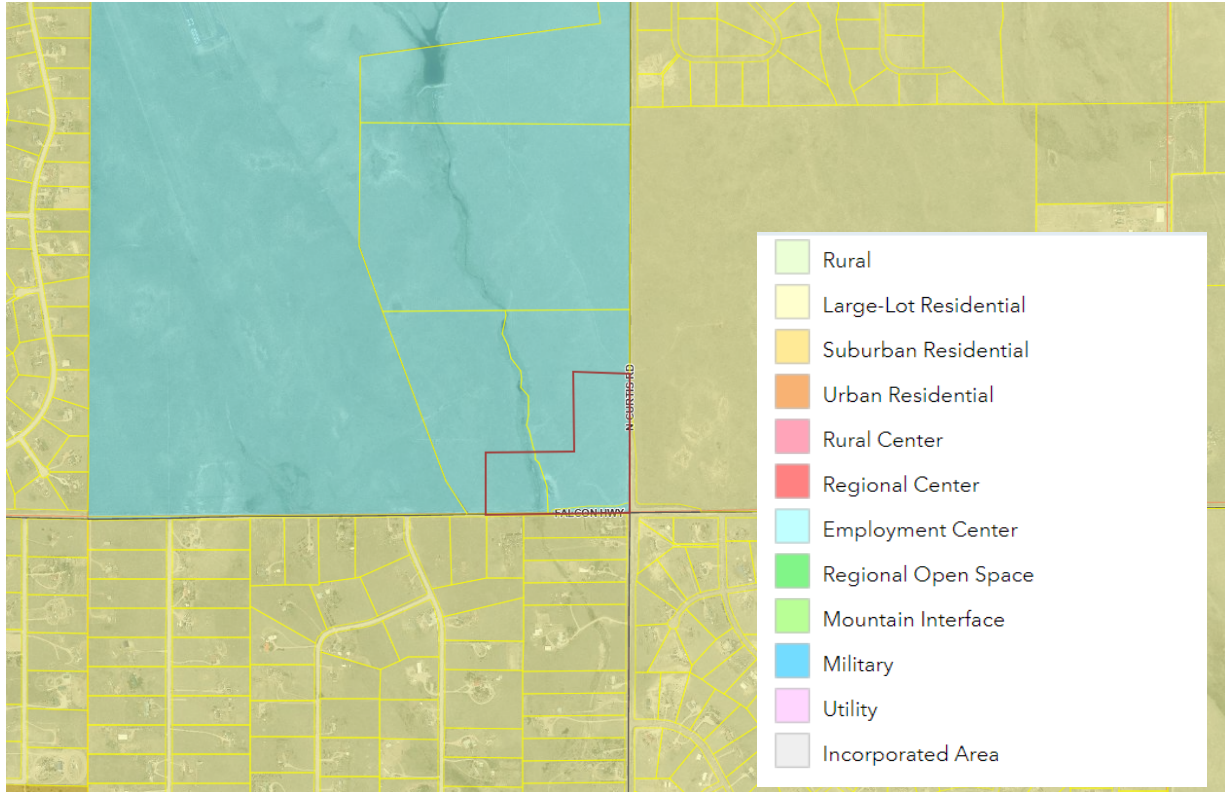 N CURTIS RD
FALCON HWY
Rural
Large-Lot Residential
Suburban Residential
Urban Residential
Rural Center
Regional Center
Employment Center
Regional Open Space
Mountain Interface
Military
Utility
Incorporated Area